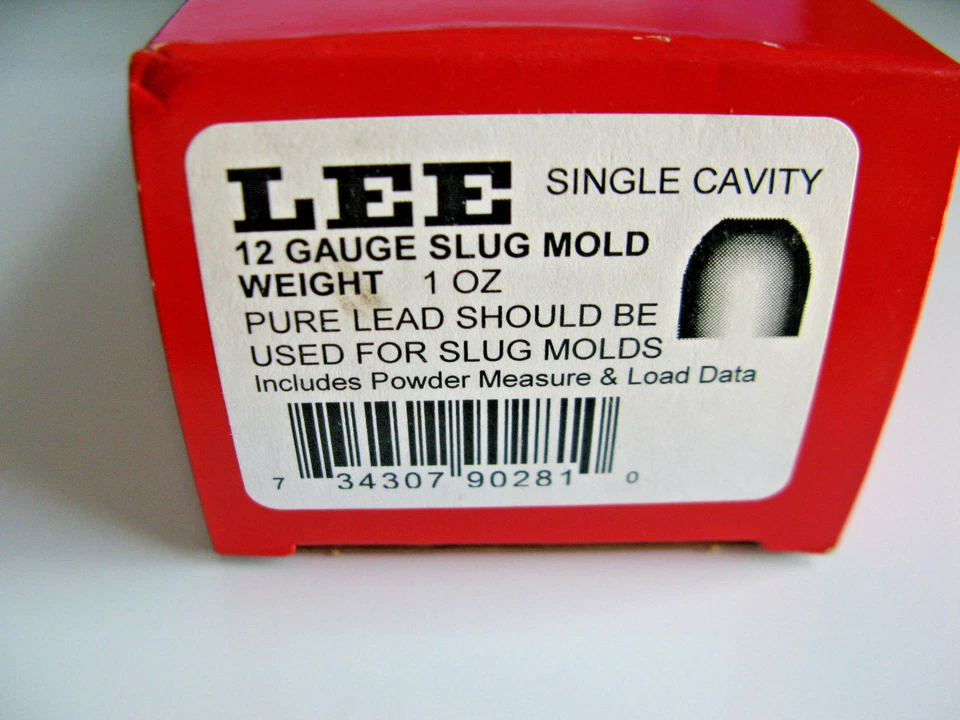 LEE SINGLE CAVITY
12 GAUGE SLUG MOLD
WEIGHT 1 OZ
PURE LEAD SHOULD BE
USED FOR SLUG MOLDS
Includes Powder Measure & Load Data
7 34307 90281 0